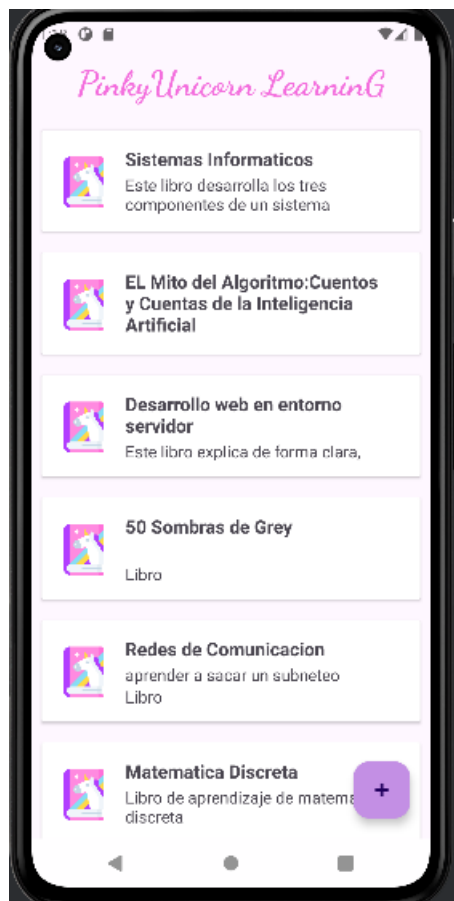 PinkyUnicorn LearninG
Sistemas Informaticos
Este libro desarrolla los tres
componentes de un sistema
EL Mito del Algoritmo:Cuentos
y Cuentas de la Inteligencia
Artificial
Desarrollo web en entorno
servidor
Este libro explica de forma clara,
50 Sombras de Grey
Libro
Redes de Comunicacion
aprender a sacar un subneteo
Libro
Matematica Discreta
Libro de aprendizaje de
discreta
+